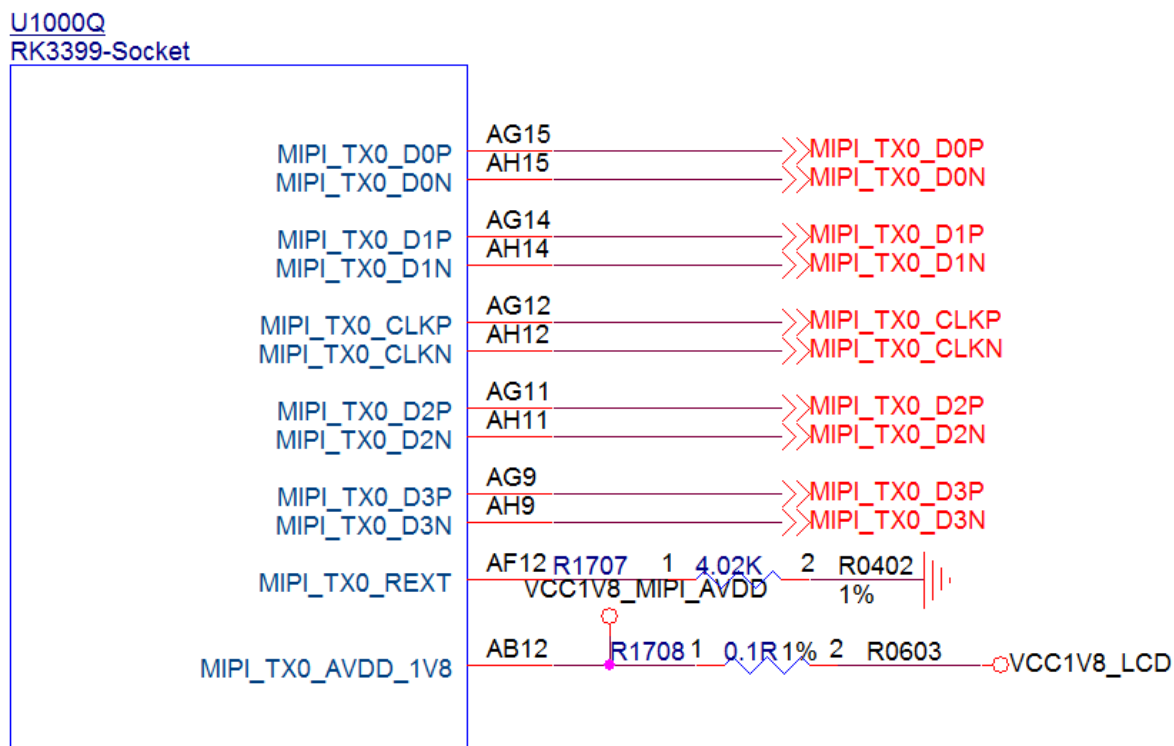 U1000Q
RK3399-Socket
MIPI_TX0_D0P AG15 MIPI_TX0_D0P
MIPI_TX0_D0N AH15 MIPI_TX0_D0N
MIPI_TX0_D1P AG14 MIPI_TX0_D1P
MIPI_TX0_D1N AH14 MIPI_TX0_D1N
MIPI_TX0_CLKP AG12 MIPI_TX0_CLKP
MIPI_TX0_CLKN AH12 MIPI_TX0_CLKN
MIPI_TX0_D2P AG11 MIPI_TX0_D2P
MIPI_TX0_D2N AH11 MIPI_TX0_D2N
MIPI_TX0_D3P AG9 MIPI_TX0_D3P
MIPI_TX0_D3N AH9 MIPI_TX0_D3N
MIPI_TX0_REXT AF12 R1707 1 4.02K 2 R0402
VCC1V8_MIPI_AVDD 1%
MIPI_TX0_AVDD_1V8 AB12 R1708 1 0.1R 1% 2 R0603 VCC1V8_LCD